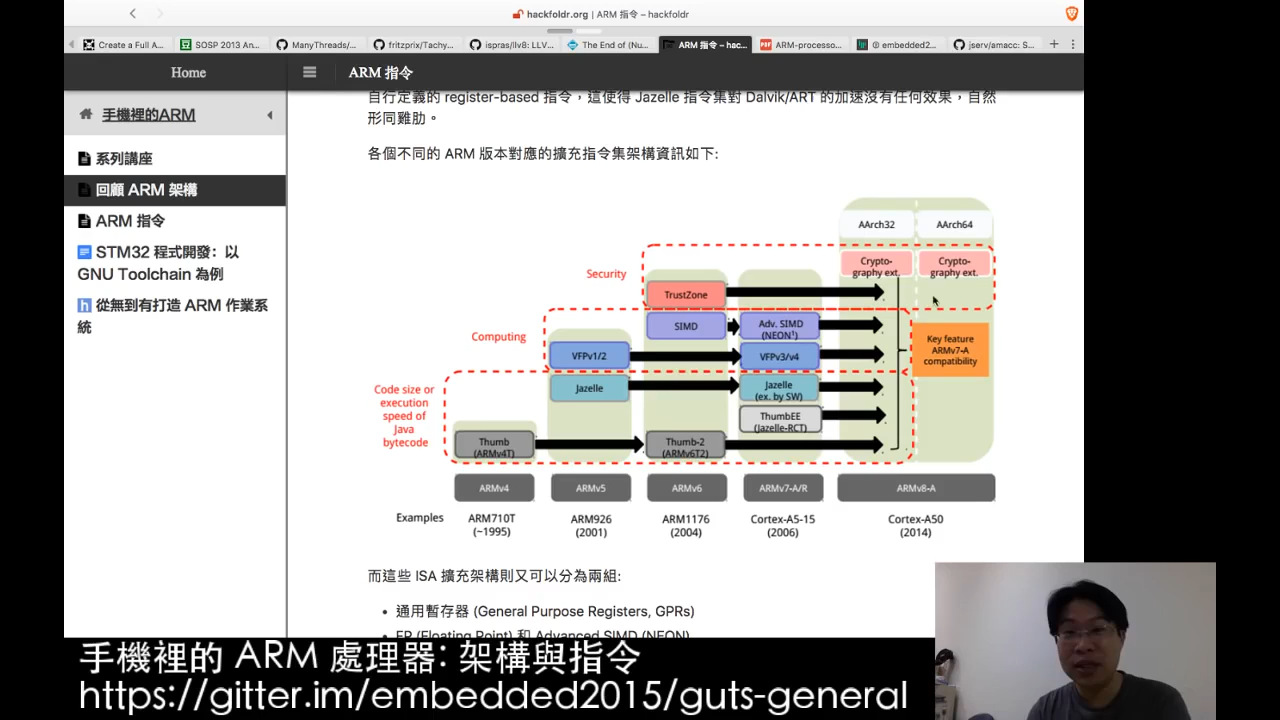 hackfoldr.org | ARM 指令 – hackfoldr
Create a Full A...
SOSP 2013 An...
ManyThreads/...
fritzprix/Tachy...
ispras/llv8: LLV...
The End of (Nu...
ARM 指令 – hac...
ARM-processo...
embedded2...
jserv/amacc: S...
Home
ARM 指令
手機裡的ARM
系列講座
回顧 ARM 架構
ARM 指令
STM32 程式開發：以
GNU Toolchain 為例
從無到有打造 ARM 作業系
統
自行定義的 register-based 指令，這使得 Jazelle 指令集對 Dalvik/ART 的加速沒有任何效果，自然
形同雞肋。
各個不同的 ARM 版本對應的擴充指令集架構資訊如下:
AArch32
AArch64
Security
Crypto-
graphy ext.
Crypto-
graphy ext.
TrustZone
Computing
SIMD
Adv. SIMD
(NEON¹)
VFPv1/2
VFPv3/v4
Key feature
ARMv7-A
compatibility
Code size or
execution
speed of
Java
bytecode
Jazelle
Jazelle
(ex. by SW)
ThumbEE
(Jazelle-RCT)
Thumb
(ARMv4T)
Thumb-2
(ARMv6T2)
ARMv4
ARMv5
ARMv6
ARMv7-A/R
ARMv8-A
Examples
ARM710T
(~1995)
ARM926
(2001)
ARM1176
(2004)
Cortex-A5-15
(2006)
Cortex-A50
(2014)
而這些 ISA 擴充架構則又可以分為兩組:
• 通用暫存器 (General Purpose Registers, GPRs)
• FP (Floating Point) 和 Advanced SIMD (NEON)
手機裡的 ARM 處理器: 架構與指令
https://gitter.im/embedded2015/guts-general